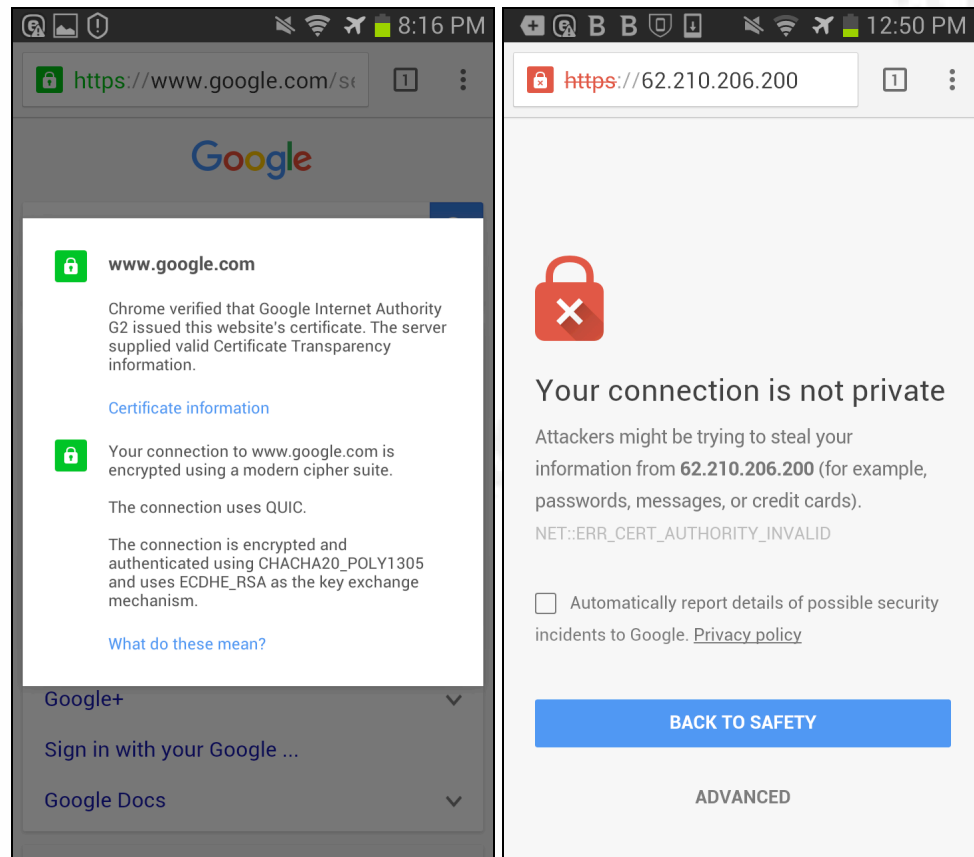 8:16 PM
https://www.google.com/se
1
Google
www.google.com
Chrome verified that Google Internet Authority
G2 issued this website's certificate. The server
supplied valid Certificate Transparency
information.
Certificate information
Your connection to www.google.com is
encrypted using a modern cipher suite.
The connection uses QUIC.
The connection is encrypted and
authenticated using CHACHA20_POLY1305
and uses ECDHE_RSA as the key exchange
mechanism.
What do these mean?
Google+
Sign in with your Google ...
Google Docs
B B 12:50 PM
https://62.210.206.200
1
Your connection is not private
Attackers might be trying to steal your
information from 62.210.206.200 (for example,
passwords, messages, or credit cards).
NET::ERR_CERT_AUTHORITY_INVALID
Automatically report details of possible security
incidents to Google. Privacy policy
BACK TO SAFETY
ADVANCED